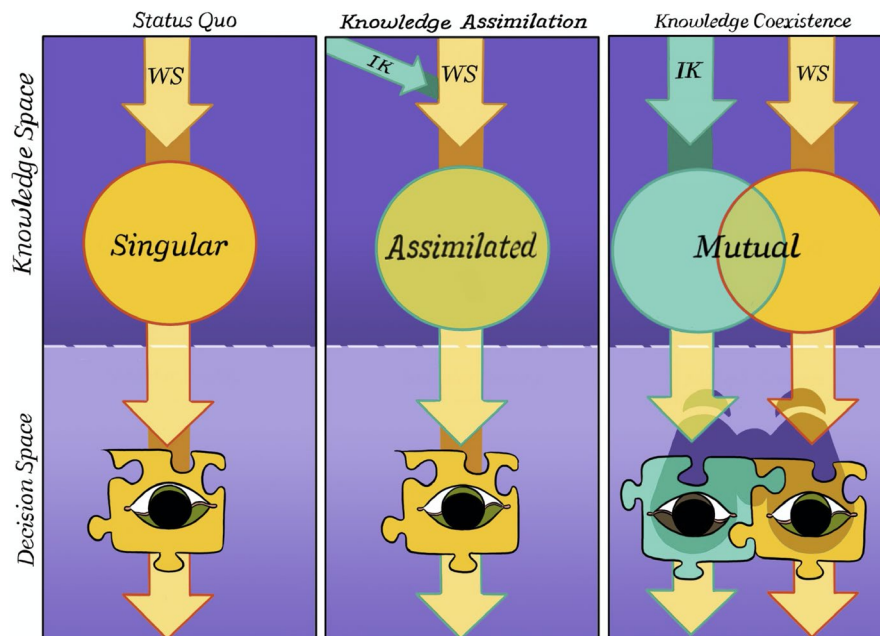 Status Quo
Knowledge Assimilation
Knowledge Coexistence
Knowledge Space
WS
IK
WS
IK
WS
Singular
Assimilated
Mutual
Decision Space